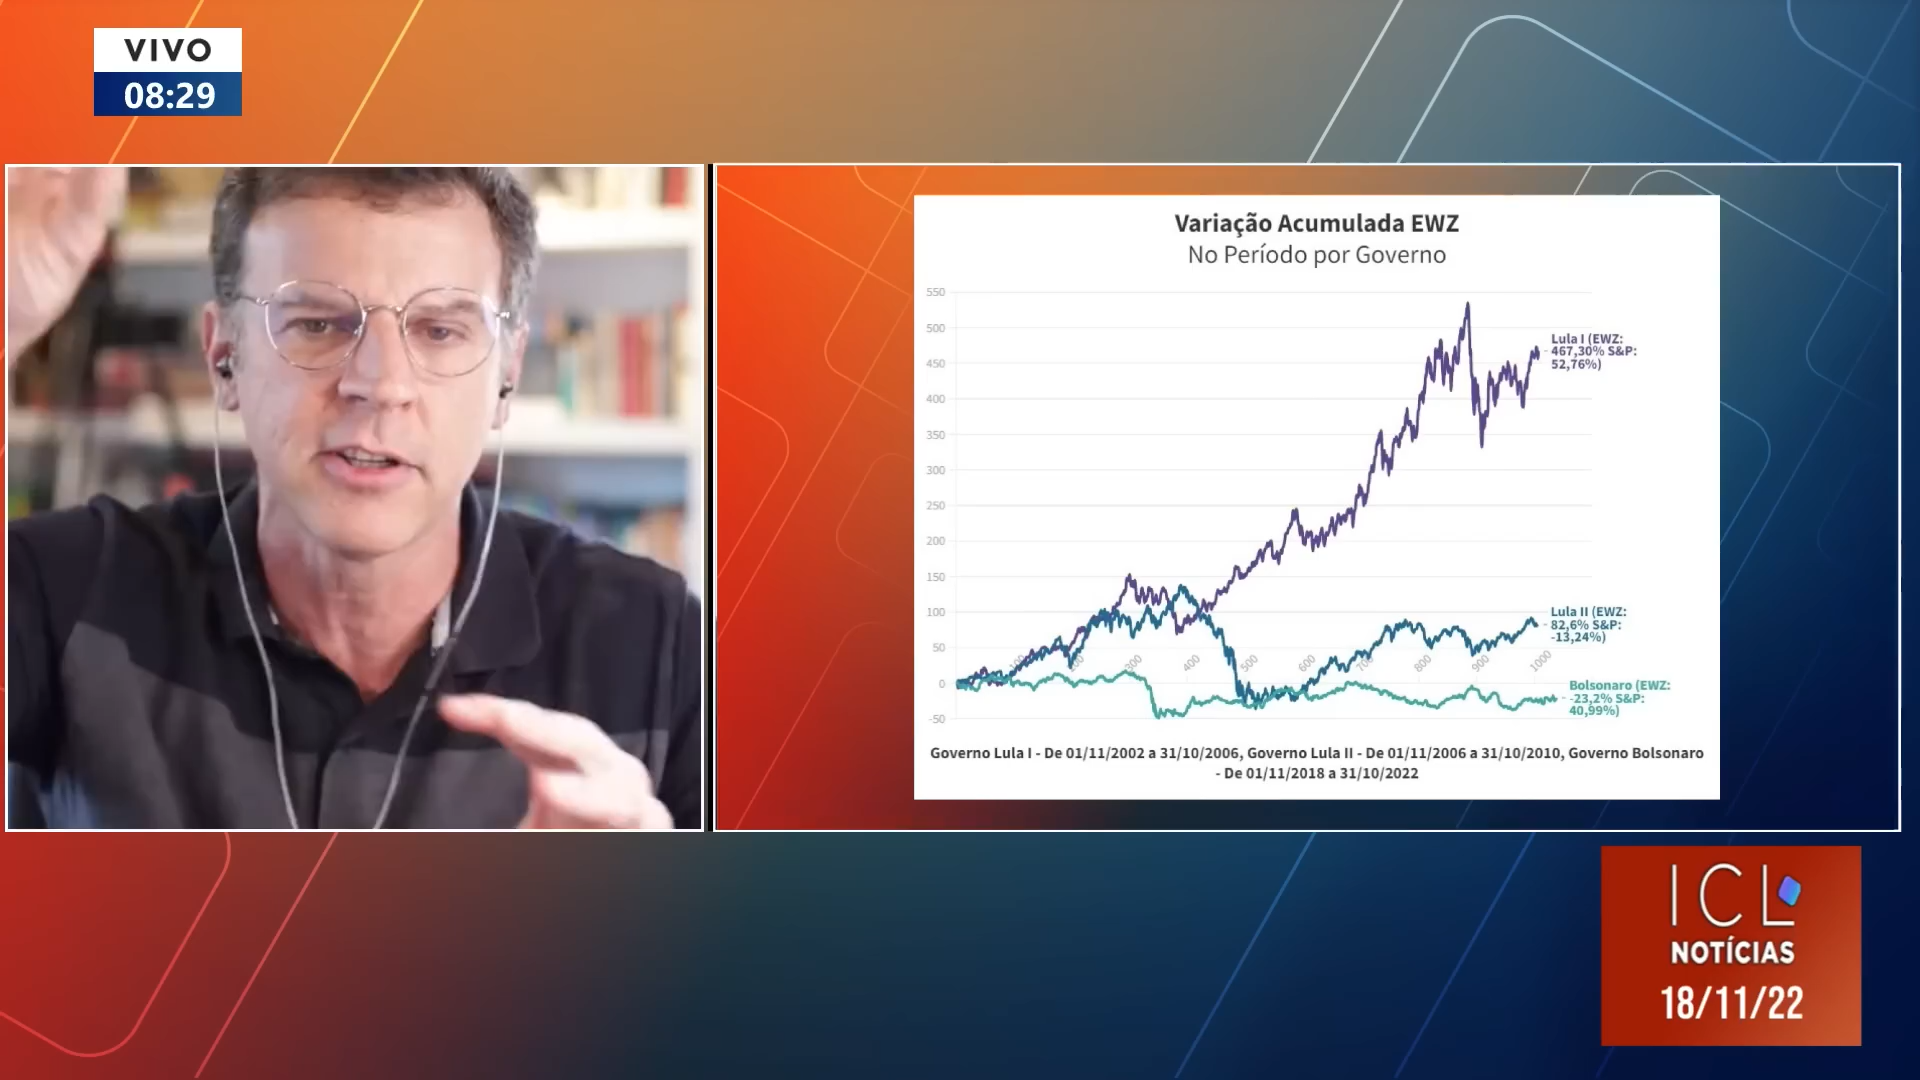 VIVO
08:29
Variação Acumulada EWZ
No Período por Governo
550
500
450
400
350
300
250
200
150
100
50
0
-50
100
300
400
500
600
700
800
900
1000
Lula I (EWZ:
467,30% S&P:
52,76%)
Lula II (EWZ:
82,6% S&P:
-13,24%)
Bolsonaro (EWZ:
-23,2% S&P:
40,99%)
Governo Lula I - De 01/11/2002 a 31/10/2006, Governo Lula II - De 01/11/2006 a 31/10/2010, Governo Bolsonaro
- De 01/11/2018 a 31/10/2022
ICL
NOTÍCIAS
18/11/22